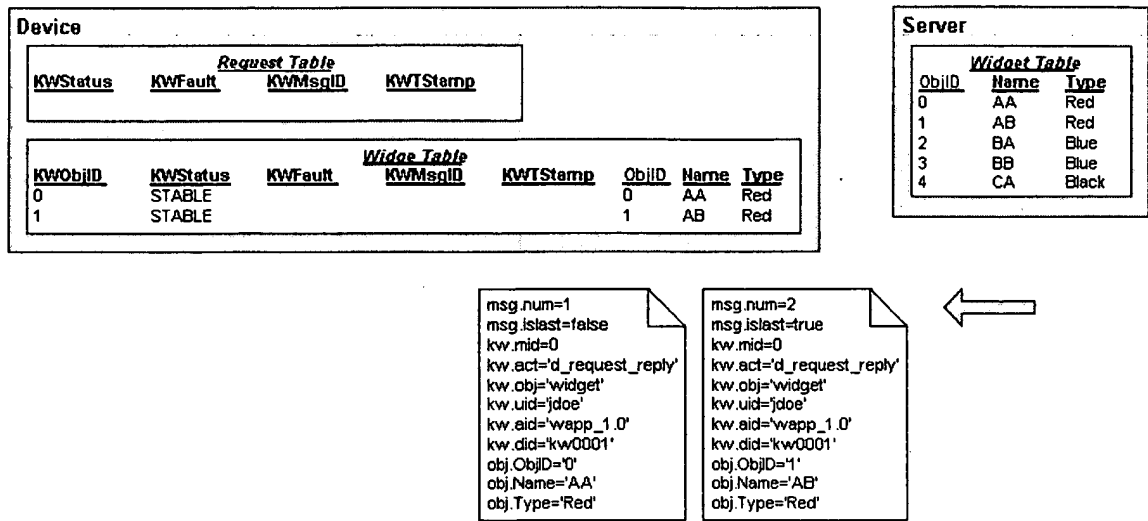 Device
Request Table
KWStatus KWFault KWMsgID KWTStamp
Widge Table
KWObjID KWStatus KWFault KWMsgID KWTStamp ObjID Name Type
0 STABLE 0 AA Red
1 STABLE 1 AB Red
Server
Widget Table
ObjID Name Type
0 AA Red
1 AB Red
2 BA Blue
3 BB Blue
4 CA Black
msg.num=1
msg.islast=false
kw.mid=0
kw.act='d_request_reply'
kw.obj='widget'
kw.uid='jdoe'
kw.aid='wapp_1.0'
kw.did='kw0001'
obj.ObjID='0'
obj.Name='AA'
obj.Type='Red'
msg.num=2
msg.islast=true
kw.mid=0
kw.act='d_request_reply'
kw.obj='widget'
kw.uid='jdoe'
kw.aid='wapp_1.0'
kw.did='kw0001'
obj.ObjID='1'
obj.Name='AB'
obj.Type='Red'